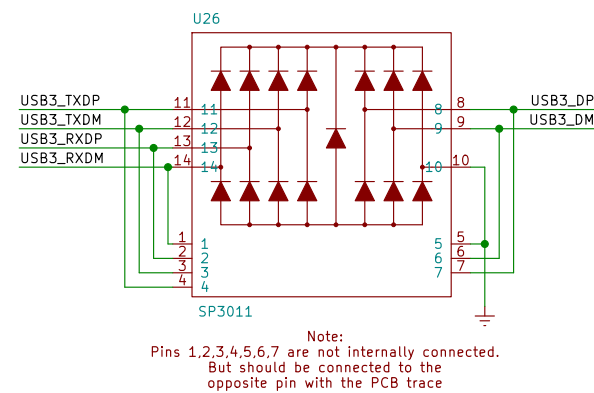 U26
USB3_TXDP 11 11 8 8 USB3_DP
USB3_TXDM 12 12 9 9 USB3_DM
USB3_RXDP 13 13
USB3_RXDM 14 14 10 10
1 1 5 5
2 2 6 6
3 3 7 7
4 4
SP3011
Note:
Pins 1,2,3,4,5,6,7 are not internally connected.
But should be connected to the
opposite pin with the PCB trace